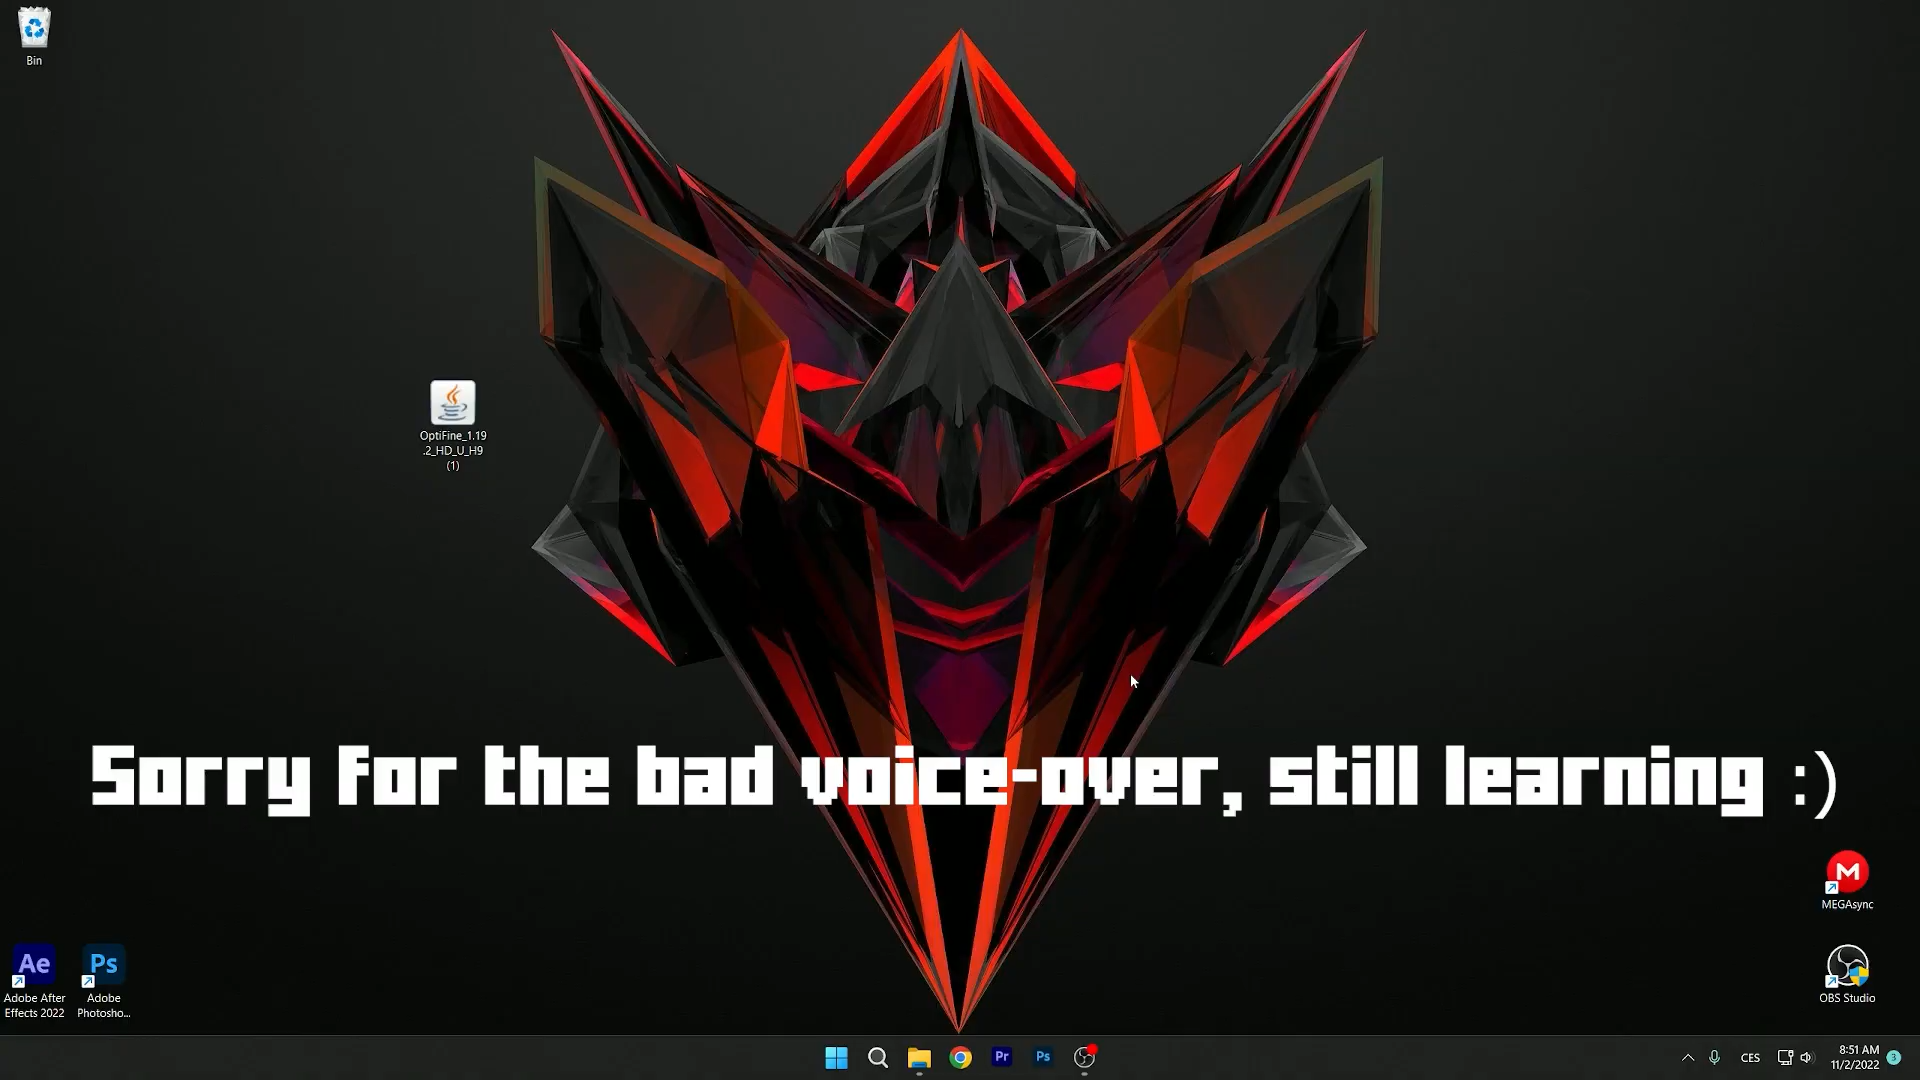 Bin
OptiFine_1.19
.2_HD_U_H9
(1)
Sorry for the bad voice-over, still learning :)
M
MEGAsync
Ae
Ps
Adobe After
Effects 2022
Adobe
Photosho...
OBS Studio
Pr
Ps
CES
8:51 AM
11/2/2022
3